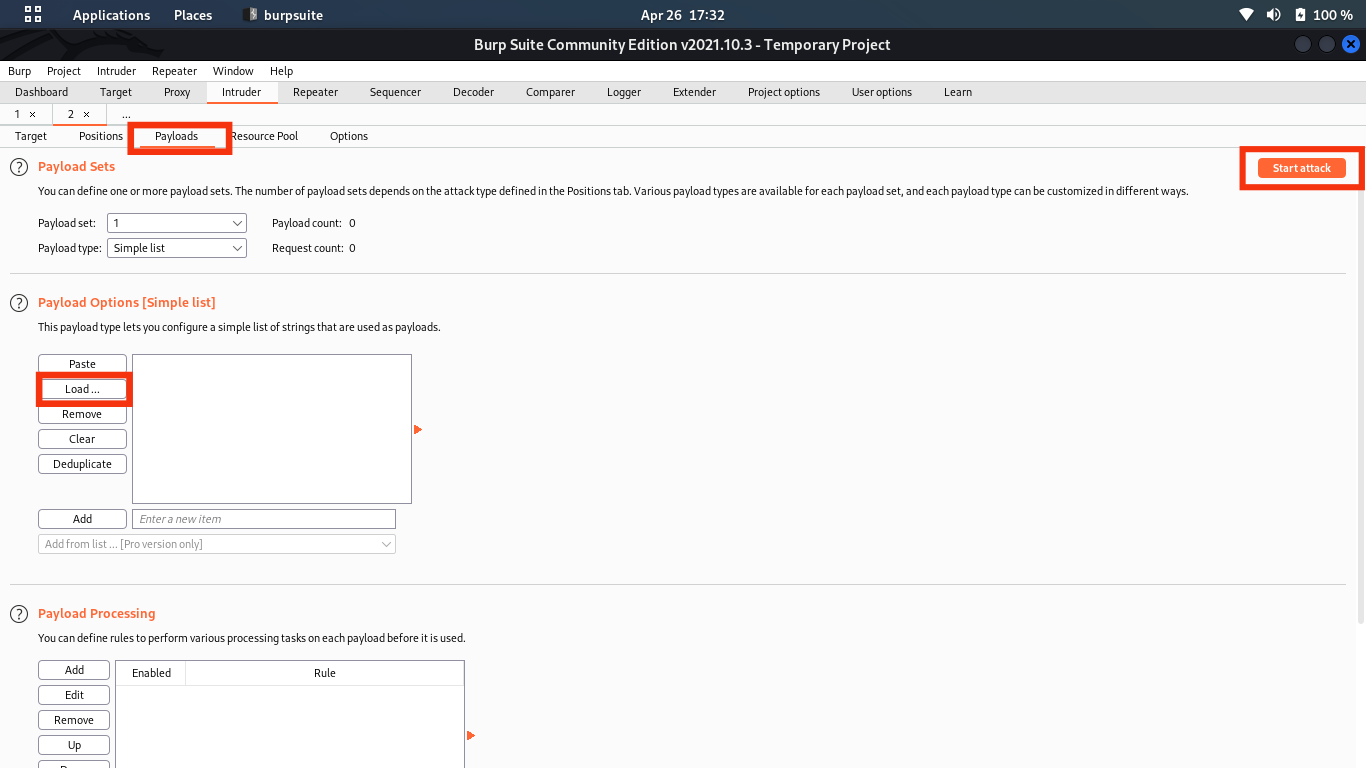 Applications Places burpsuite Apr 26 17:32 100 %
Burp Suite Community Edition v2021.10.3 - Temporary Project
Burp Project Intruder Repeater Window Help
Dashboard Target Proxy Intruder Repeater Sequencer Decoder Comparer Logger Extender Project options User options Learn
1 × 2 × ...
Target Positions Payloads Resource Pool Options
? Payload Sets Start attack
You can define one or more payload sets. The number of payload sets depends on the attack type defined in the Positions tab. Various payload types are available for each payload set, and each payload type can be customized in different ways.
Payload set: 1 Payload count: 0
Payload type: Simple list Request count: 0
? Payload Options [Simple list]
This payload type lets you configure a simple list of strings that are used as payloads.
Paste
Load ...
Remove
Clear
Deduplicate
Add Enter a new item
Add from list ... [Pro version only]
? Payload Processing
You can define rules to perform various processing tasks on each payload before it is used.
Add Enabled Rule
Edit
Remove
Up